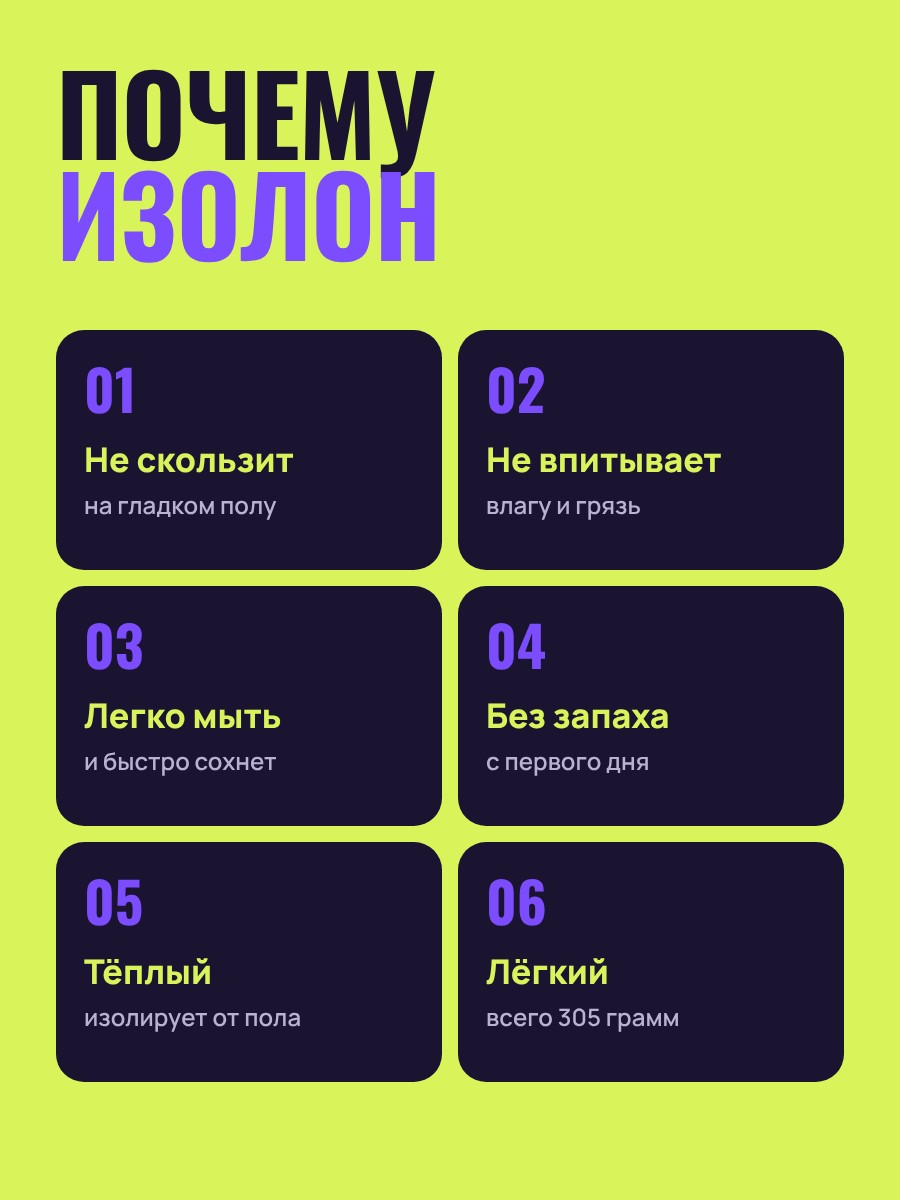 ПОЧЕМУ
ИЗОЛОН
01
Не скользит
на гладком полу
02
Не впитывает
влагу и грязь
03
Легко мыть
и быстро сохнет
04
Без запаха
с первого дня
05
Тёплый
изолирует от пола
06
Лёгкий
всего 305 грамм